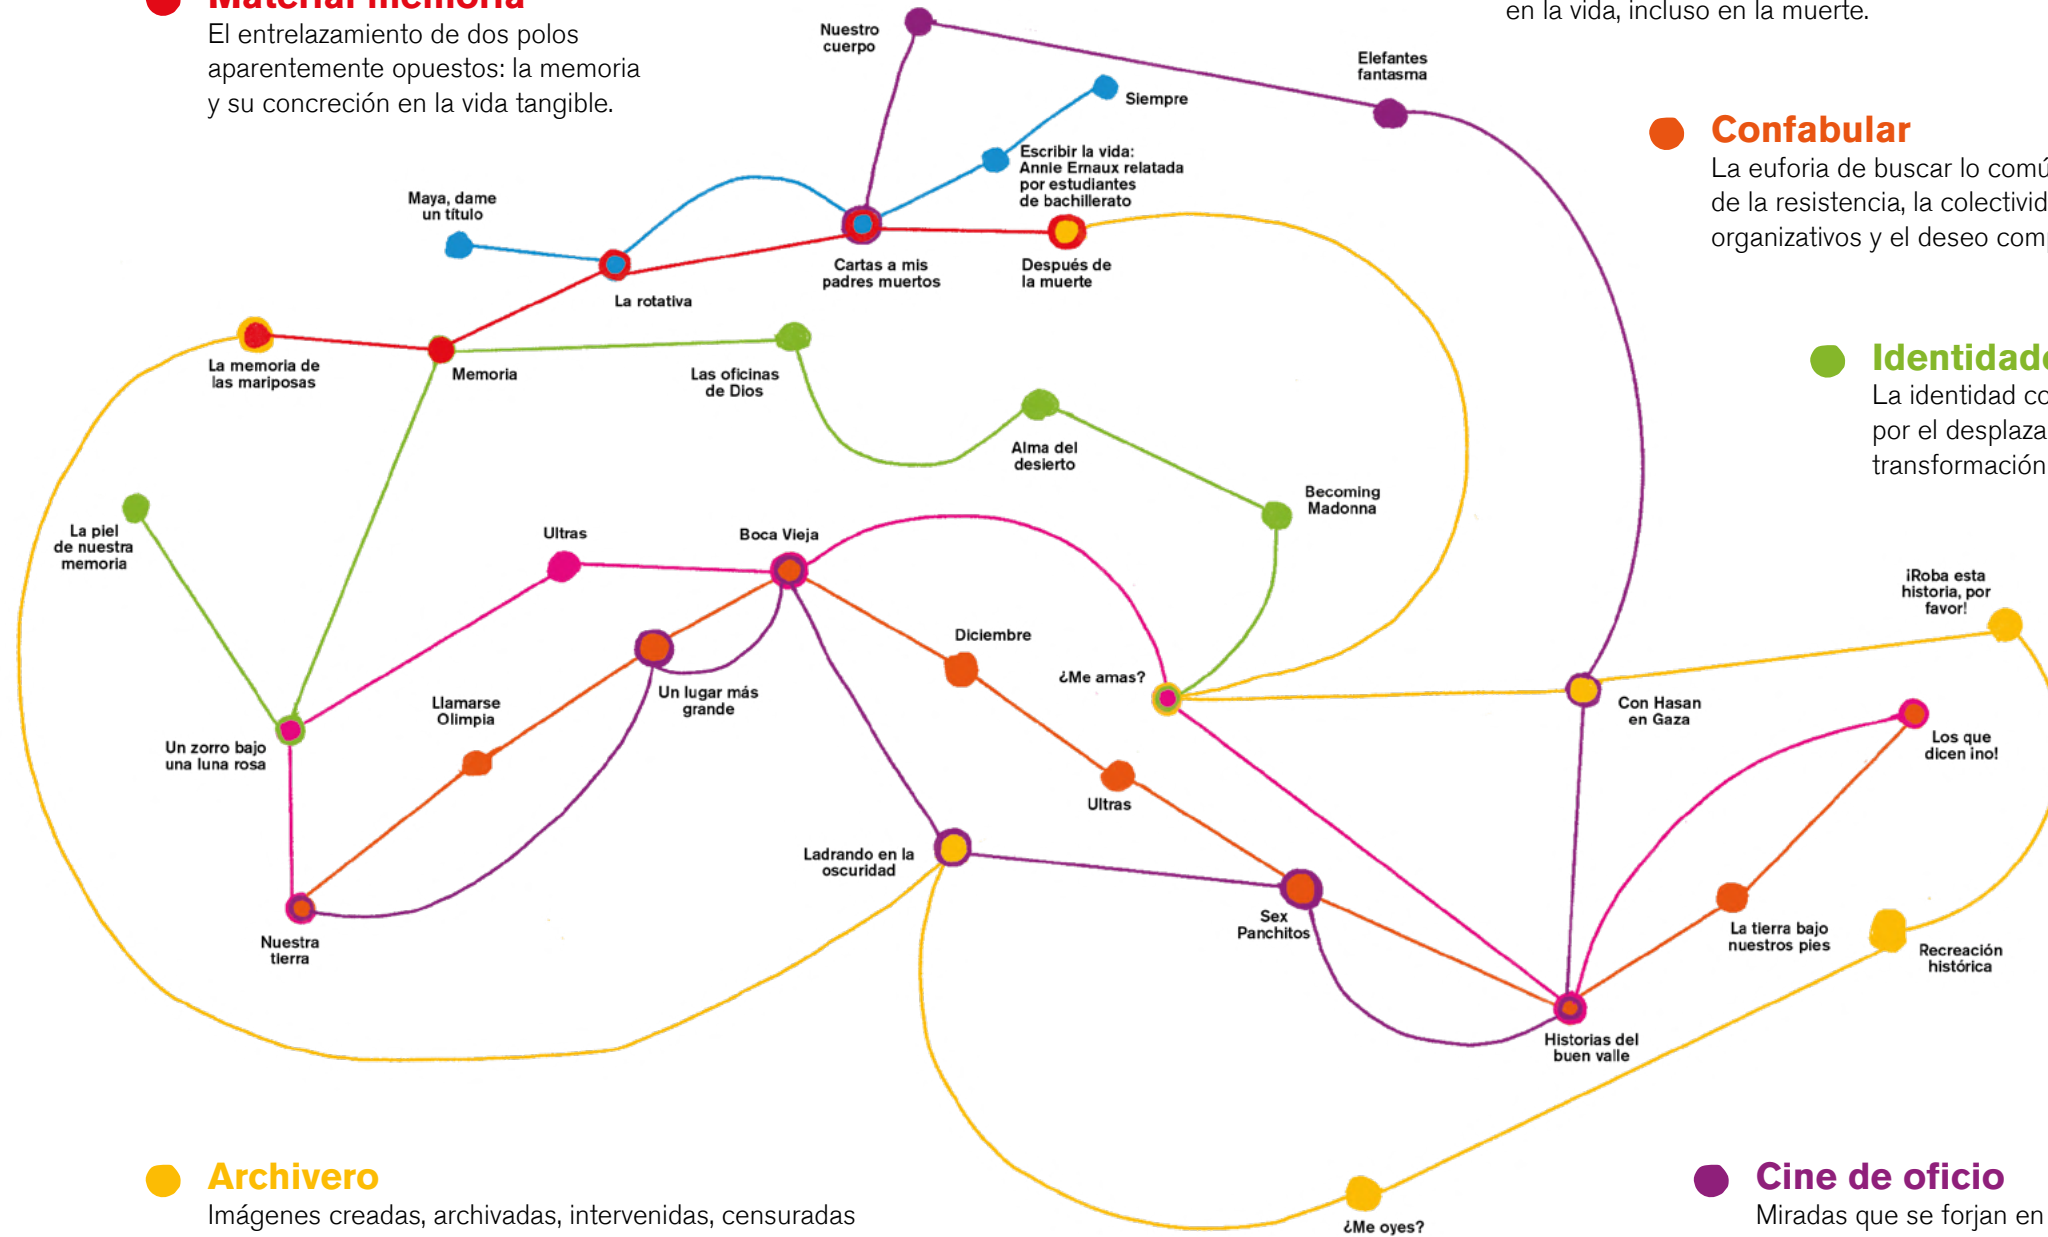 Material memoria
El entrelazamiento de dos polos
aparentemente opuestos: la memoria
y su concreción en la vida tangible.
en la vida, incluso en la muerte.
Nuestro
cuerpo
Elefantes
fantasma
Siempre
Escribir la vida:
Annie Ernaux relatada
por estudiantes
de bachillerato
Confabular
La euforia de buscar lo comú
de la resistencia, la colectivid
organizativos y el deseo comp
Maya, dame
un título
La rotativa
Cartas a mis
padres muertos
Después de
la muerte
La memoria de
las mariposas
Memoria
Las oficinas
de Dios
Identidade
La identidad co
por el desplaza
transformación
Alma del
desierto
Becoming
Madonna
La piel
de nuestra
memoria
Ultras
Boca Vieja
¡Roba esta
historia, por
favor!
Diciembre
¿Me amas?
Un lugar más
grande
Llamarse
Olimpia
Con Hasan
en Gaza
Los que
dicen ¡no!
Un zorro bajo
una luna rosa
Ultras
Ladrando en la
oscuridad
Sex
Panchitos
La tierra bajo
nuestros pies
Recreación
histórica
Nuestra
tierra
Historias del
buen valle
Archivero
Imágenes creadas, archivadas, intervenidas, censuradas
¿Me oyes?
Cine de oficio
Miradas que se forjan en